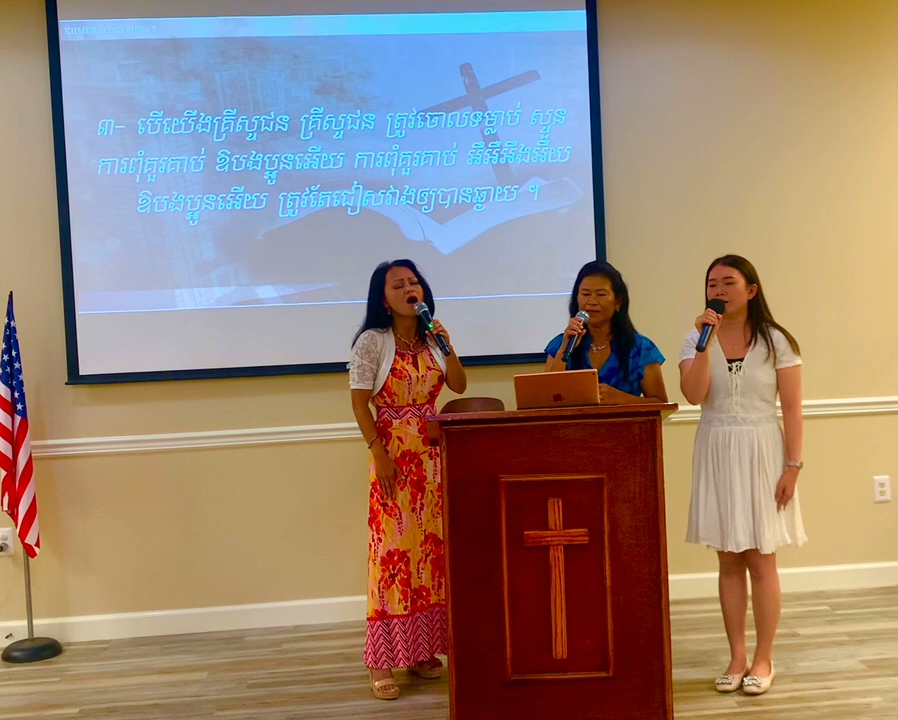 ៣- បើយើងគ្រីស្ទជន គ្រីស្ទជន ត្រូវចោលទម្លាប់ ស្មូន
ការពុំគួរគាប់ ឱបងប្អូនអើយ ការពុំគួរគាប់ អឺអឺអឺងអើយ
ឱបងប្អូនអើយ ត្រូវតែជៀសវាងឲ្យបានឆ្ងាយ ។